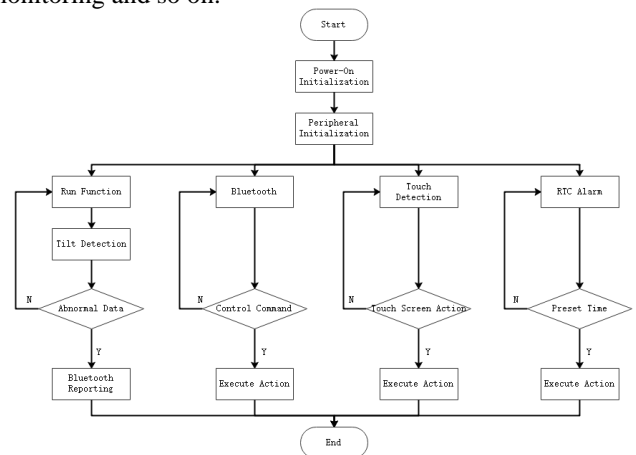 monitoring and so on.
Start
Power-On
Initialization
Peripheral
Initialization
Run Function
Bluetooth
Touch
Detection
RTC Alarm
Tilt Detection
N
Abnormal Data
N
Control Command
N
Touch Screen Action
N
Preset Time
Y
Y
Y
Y
Bluetooth
Reporting
Execute Action
Execute Action
Execute Action
End